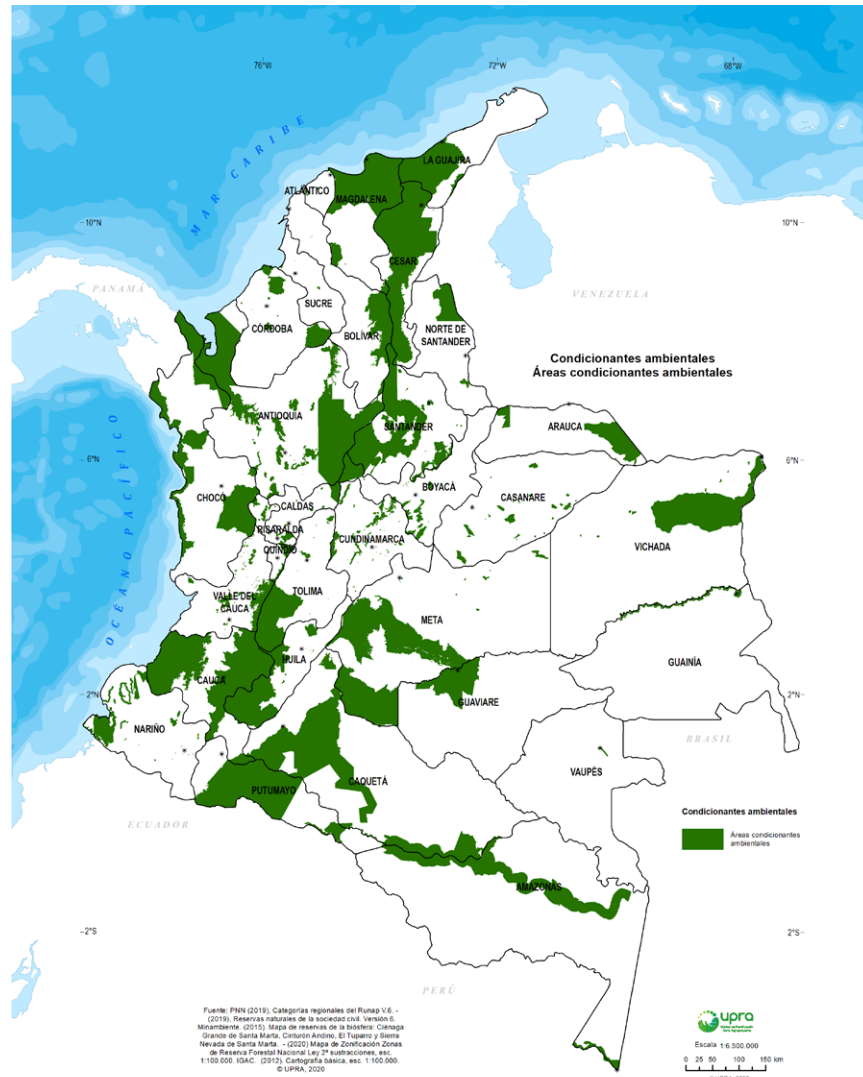 76°W
72°W
68°W
MAR CARIBE
LA GUAJIRA
ATLÁNTICO
MAGDALENA
10°N
10°N
CESAR
PANAMÁ
VENEZUELA
SUCRE
CÓRDOBA
BOLÍVAR
NORTE DE
SANTANDER
Condicionantes ambientales
Áreas condicionantes ambientales
ANTIOQUIA
SANTANDER
ARAUCA
6°N
6°N
OCÉANO PACÍFICO
BOYACÁ
CHOCÓ
CASANARE
CALDAS
RISARALDA
CUNDINAMARCA
QUINDÍO
VICHADA
VALLE DEL
CAUCA
TOLIMA
META
HUILA
GUAINÍA
CAUCA
2°N
2°N
GUAVIARE
NARIÑO
BRASIL
VAUPÉS
CAQUETÁ
PUTUMAYO
ECUADOR
Condicionantes ambientales
Áreas condicionantes
ambientales
AMAZONAS
2°S
2°S
PERÚ
Fuente: PNN (2019), Categorías regionales del Runap V.6. -
(2019), Reservas naturales de la sociedad civil. Versión 6.
Minambiente. (2015). Mapa de reservas de la biósfera: Ciénaga
Grande de Santa Marta, Cinturón Andino, El Tuparro y Sierra
Nevada de Santa Marta. - (2020) Mapa de Zonificación Zonas
de Reserva Forestal Nacional Ley 2ª sustracciones, esc.
1:100.000. IGAC. (2012). Cartografía básica, esc. 1:100.000.
© UPRA, 2020
upra
Escala 1:6.500.000
0 25 50 100 150 km